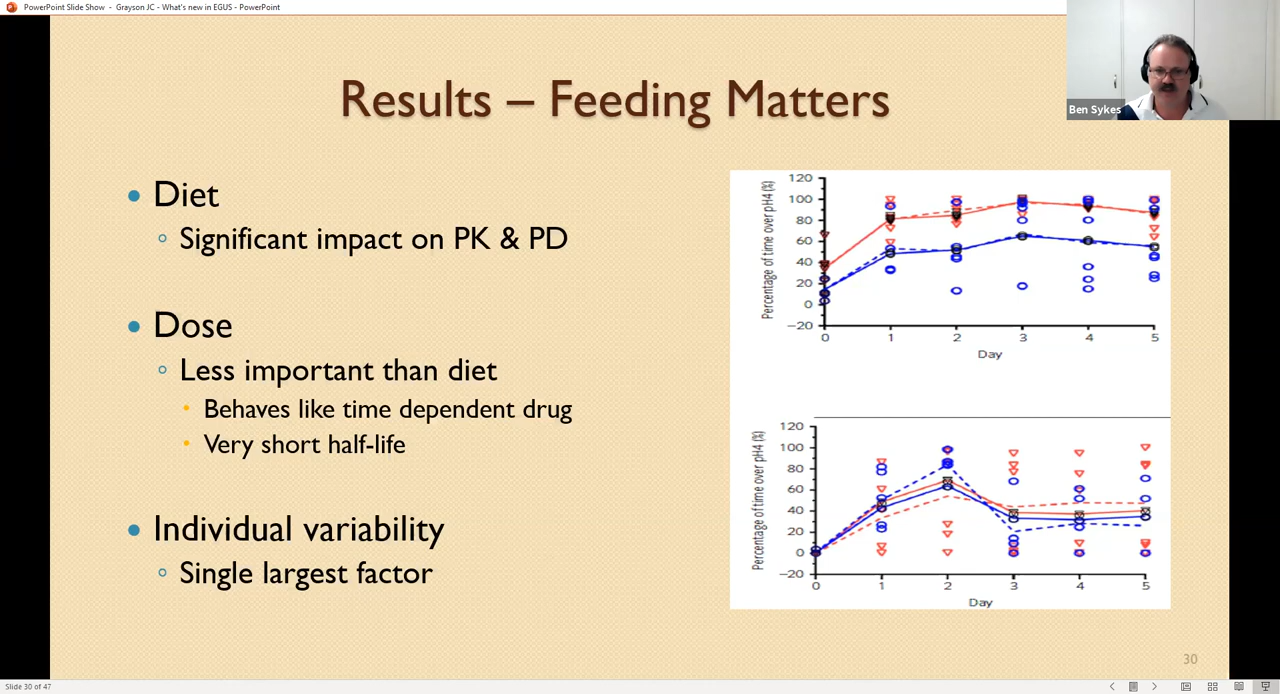 PowerPoint Slide Show - Grayson JC - What's new in EGUS - PowerPoint
Ben Sykes
Results – Feeding Matters
Diet
Significant impact on PK & PD
Dose
Less important than diet
Behaves like time dependent drug
Very short half-life
Individual variability
Single largest factor
Percentage of time over pH4 (%)
120
100
80
60
40
20
0
−20
0 1 2 3 4 5
Day
Percentage of time over pH4 (%)
120
100
80
60
40
20
0
−20
0 1 2 3 4 5
Day
30
Slide 30 of 47